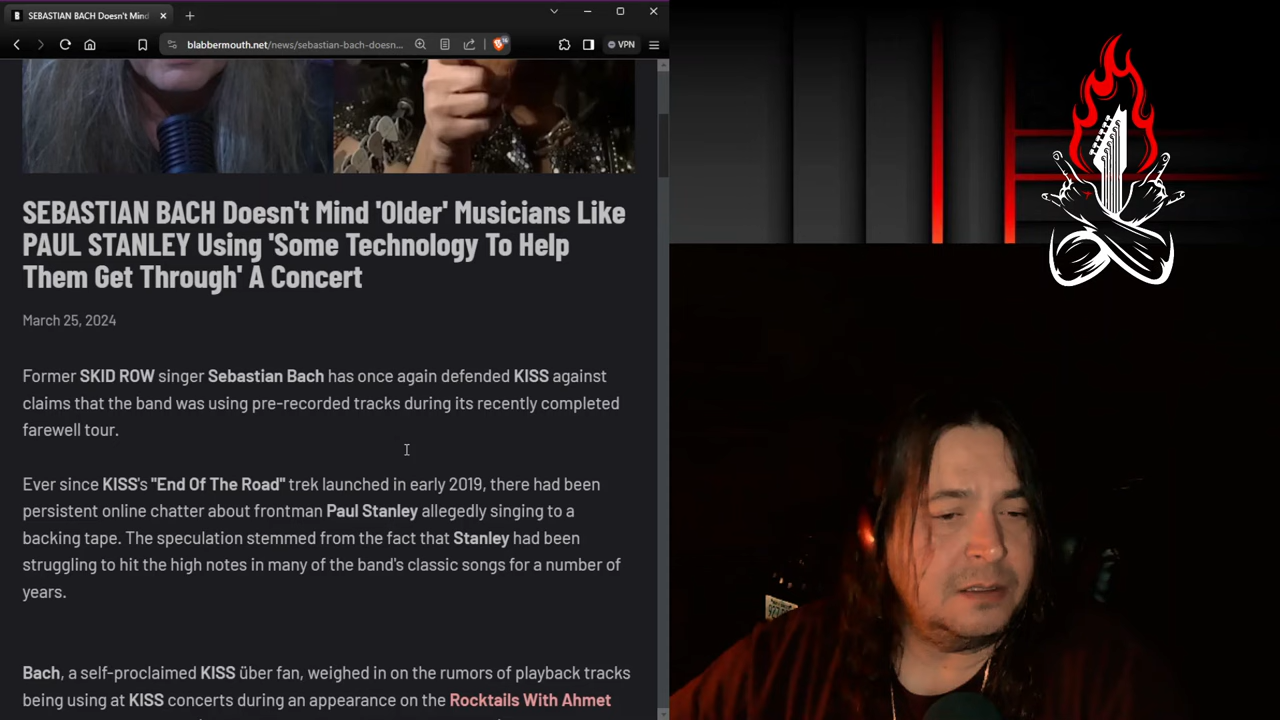 SEBASTIAN BACH Doesn't Mind
blabbermouth.net/news/sebastian-bach-doesn...
VPN
SEBASTIAN BACH Doesn't Mind 'Older' Musicians Like
PAUL STANLEY Using 'Some Technology To Help
Them Get Through' A Concert
March 25, 2024
Former SKID ROW singer Sebastian Bach has once again defended KISS against
claims that the band was using pre-recorded tracks during its recently completed
farewell tour.
Ever since KISS's "End Of The Road" trek launched in early 2019, there had been
persistent online chatter about frontman Paul Stanley allegedly singing to a
backing tape. The speculation stemmed from the fact that Stanley had been
struggling to hit the high notes in many of the band's classic songs for a number of
years.
Bach, a self-proclaimed KISS über fan, weighed in on the rumors of playback tracks
being using at KISS concerts during an appearance on the Rocktails With Ahmet